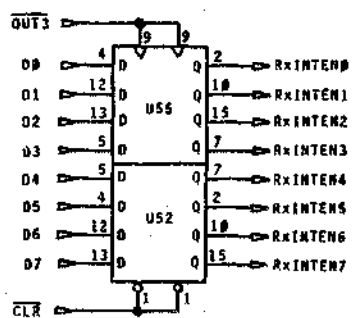 OUT3
9 9
D0 4 D Q 2 RxINTEN0
D1 12 D Q 10 RxINTEN1
U55
D2 13 D Q 15 RxINTEN2
D3 5 D Q 7 RxINTEN3
D4 5 D Q 7 RxINTEN4
D5 4 D Q 2 RxINTEN5
U52
D6 12 D Q 10 RxINTEN6
D7 13 D Q 15 RxINTEN7
1 1
CLR